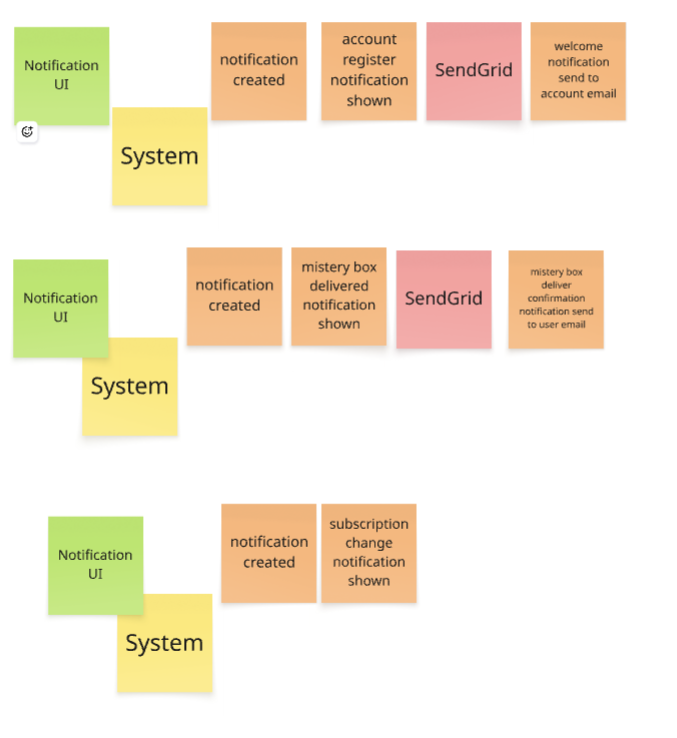 Notification
UI
System
notification
created
account
register
notification
shown
SendGrid
welcome
notification
send to
account email
Notification
UI
System
notification
created
mistery box
delivered
notification
shown
SendGrid
mistery box
deliver
confirmation
notification send
to user email
Notification
UI
System
notification
created
subscription
change
notification
shown